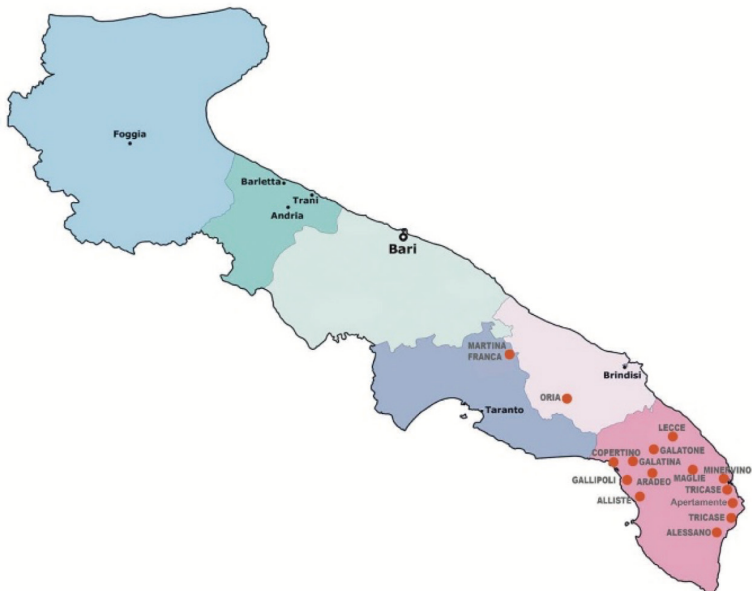 Foggia
Barletta
Trani
Andria
Bari
MARTINA
FRANCA
Brindisi
ORIA
Taranto
LECCE
COPERTINO
GALATONE
GALATINA
MINERVINO
GALLIPOLI
ARADEO
MAGLIE
TRICASE
ALLISTE
Apertamente
TRICASE
ALESSANO